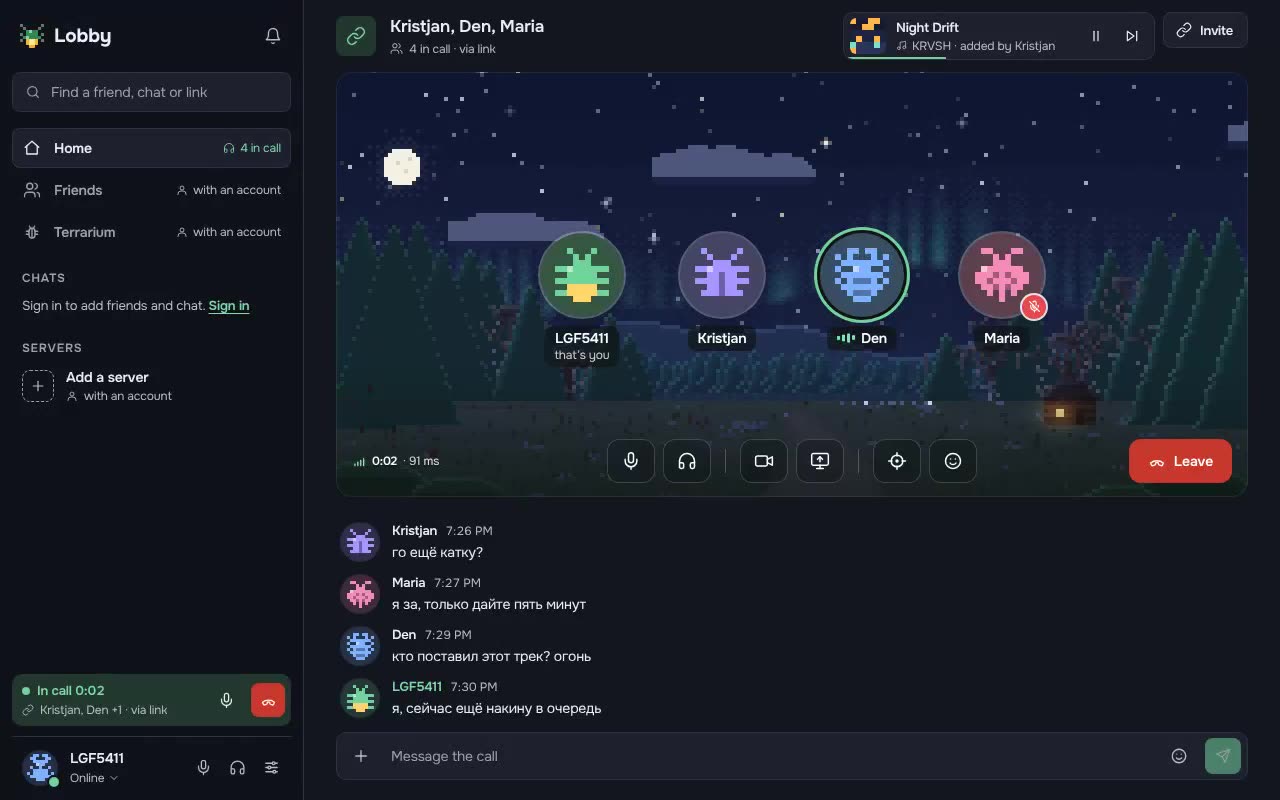 Lobby
Find a friend, chat or link
Home
4 in call
Friends
with an account
Terrarium
with an account
CHATS
Sign in to add friends and chat. Sign in
SERVERS
Add a server
with an account
In call 0:02
Kristjan, Den +1 · via link
LGF5411
Online
Kristjan, Den, Maria
4 in call · via link
Night Drift
KRVSH · added by Kristjan
Invite
LGF5411
that's you
Kristjan
Den
Maria
0:02 · 91 ms
Leave
Kristjan 7:26 PM
го ещё катку?
Maria 7:27 PM
я за, только дайте пять минут
Den 7:29 PM
кто поставил этот трек? огонь
LGF5411 7:30 PM
я, сейчас ещё накину в очередь
Message the call